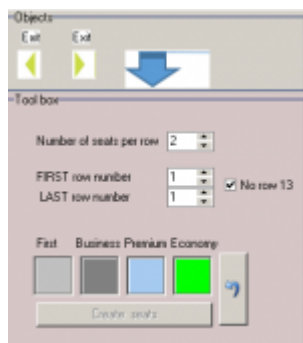 Objects
Exit Exit
Tool box
Number of seats per row 2
FIRST row number 1
No row 13
LAST row number 1
First Business Premium Economy
Create seats